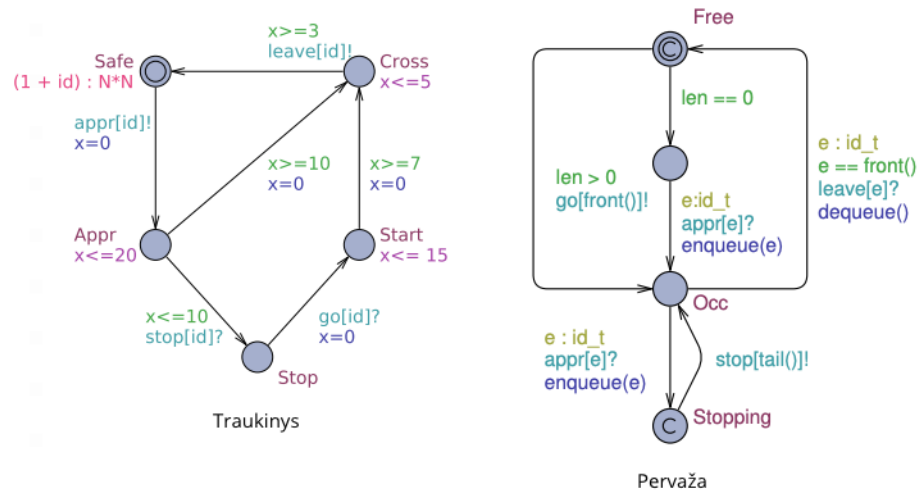 x>=3
leave[id]!
Safe
(1 + id) : N*N
Cross
x<=5
appr[id]!
x=0
x>=10
x=0
x>=7
x=0
Appr
x<=20
Start
x<= 15
x<=10
stop[id]?
go[id]?
x=0
Stop
Traukinys
Free
C
len == 0
len > 0
go[front()]!
e:id_t
appr[e]?
enqueue(e)
e : id_t
e == front()
leave[e]?
dequeue()
Occ
e : id_t
appr[e]?
enqueue(e)
stop[tail()]!
C
Stopping
Pervaža